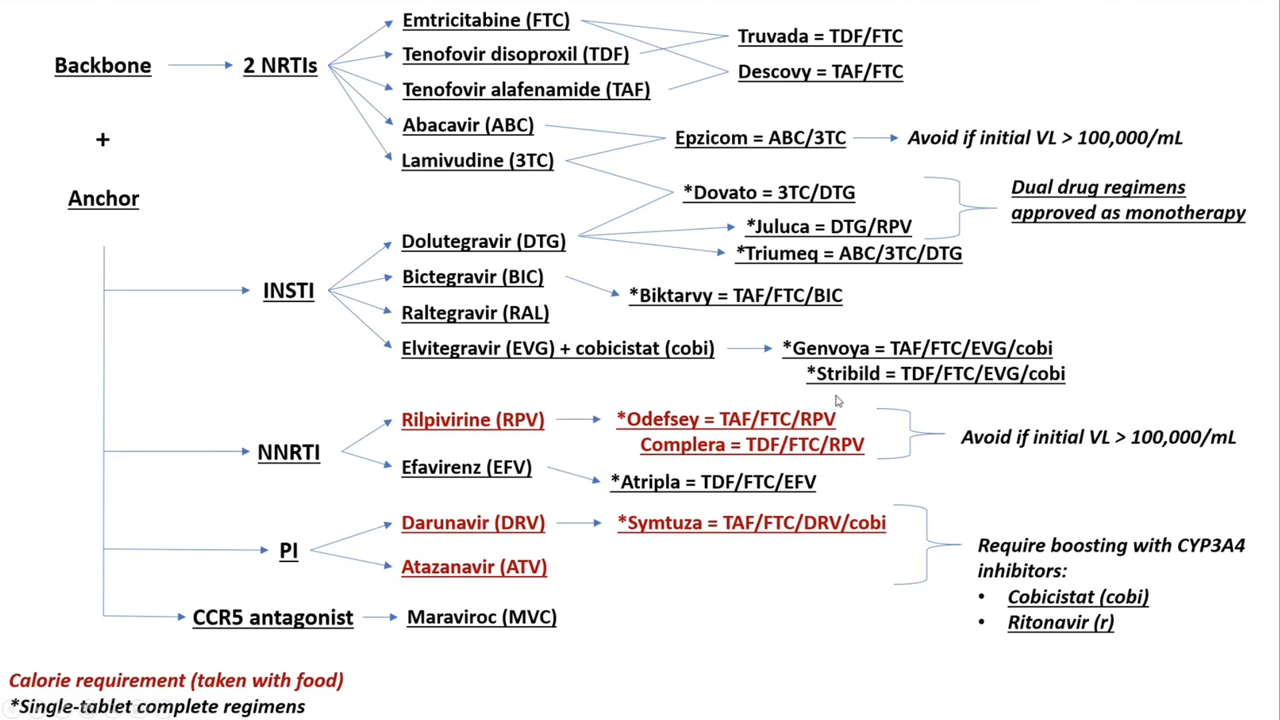 Backbone
2 NRTIs
Emtricitabine (FTC)
Tenofovir disoproxil (TDF)
Tenofovir alafenamide (TAF)
Abacavir (ABC)
Lamivudine (3TC)
Truvada = TDF/FTC
Descovy = TAF/FTC
Epzicom = ABC/3TC
Avoid if initial VL > 100,000/mL
+
Anchor
*Dovato = 3TC/DTG
*Juluca = DTG/RPV
*Triumeq = ABC/3TC/DTG
Dual drug regimens
approved as monotherapy
INSTI
Dolutegravir (DTG)
Bictegravir (BIC)
Raltegravir (RAL)
Elvitegravir (EVG) + cobicistat (cobi)
*Biktarvy = TAF/FTC/BIC
*Genvoya = TAF/FTC/EVG/cobi
*Stribild = TDF/FTC/EVG/cobi
NNRTI
Rilpivirine (RPV)
Efavirenz (EFV)
*Odefsey = TAF/FTC/RPV
Complera = TDF/FTC/RPV
*Atripla = TDF/FTC/EFV
Avoid if initial VL > 100,000/mL
PI
Darunavir (DRV)
Atazanavir (ATV)
*Symtuza = TAF/FTC/DRV/cobi
Require boosting with CYP3A4
inhibitors:
• Cobicistat (cobi)
• Ritonavir (r)
CCR5 antagonist
Maraviroc (MVC)
Calorie requirement (taken with food)
*Single-tablet complete regimens